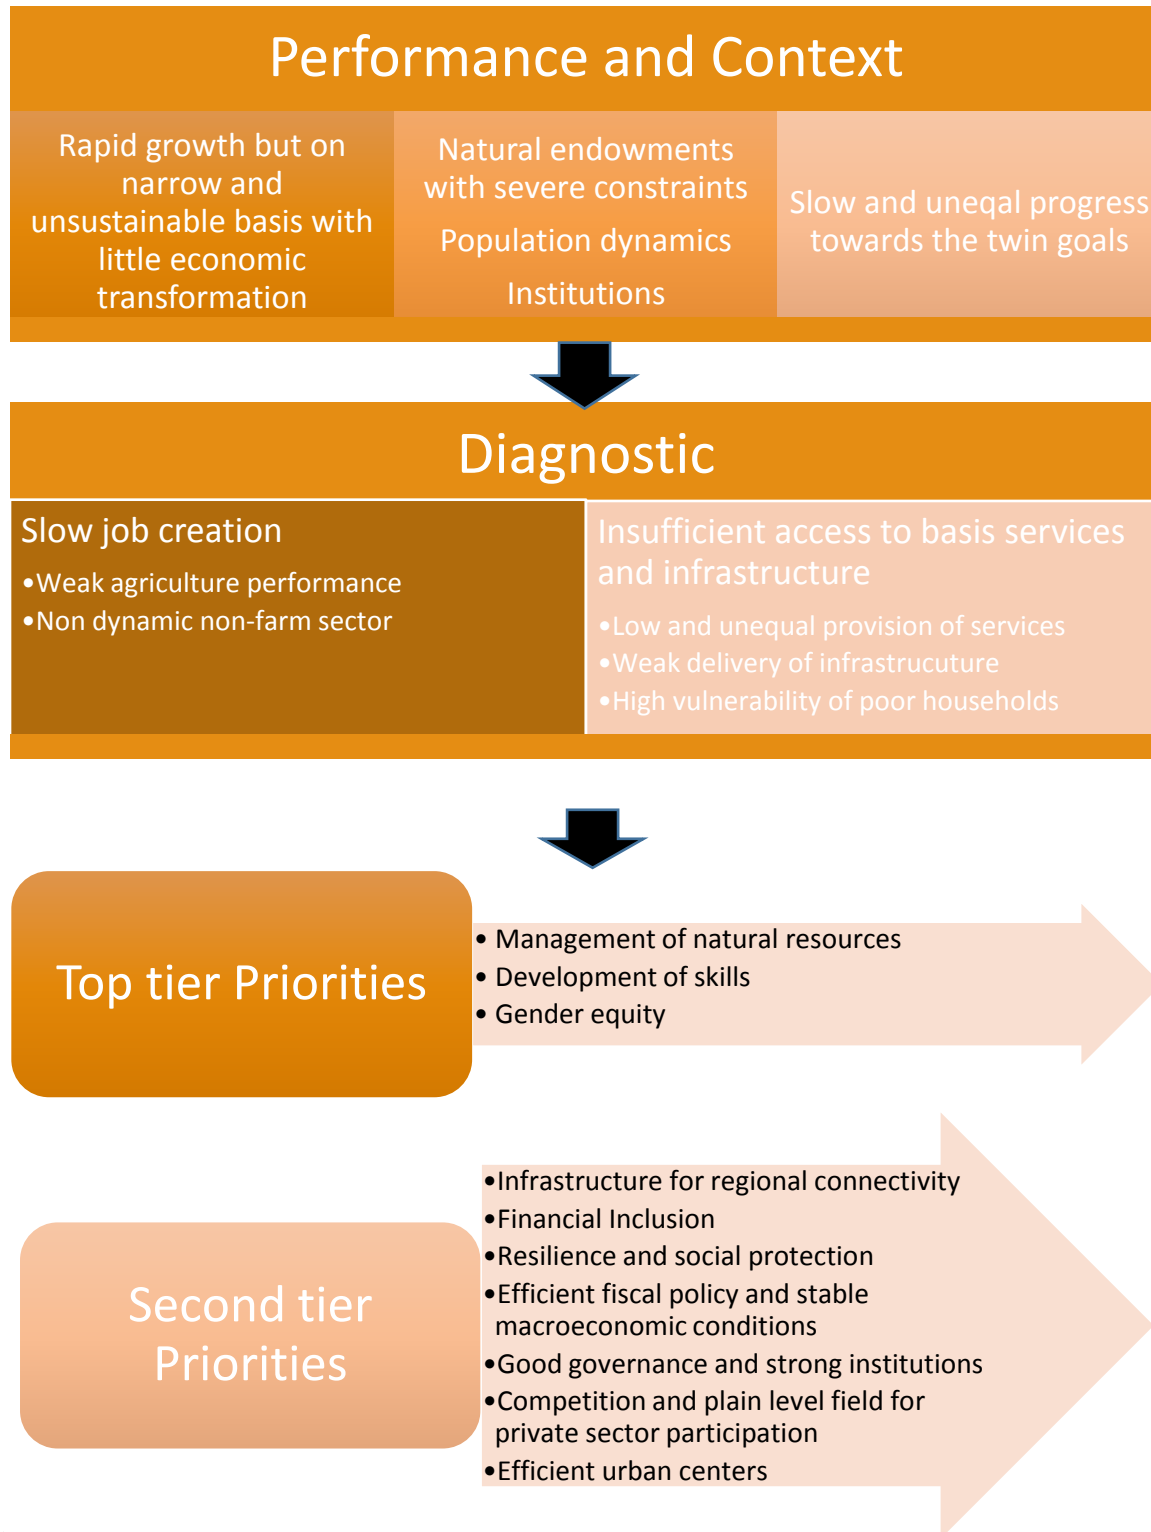 Performance and Context
Rapid growth but on
narrow and
unsustainable basis with
little economic
transformation
Natural endowments
with severe constraints
Population dynamics
Institutions
Slow and uneqal progress
towards the twin goals
Diagnostic
Slow job creation
•Weak agriculture performance
•Non dynamic non-farm sector
Insufficient access to basis services
and infrastructure
•Low and unequal provision of services
•Weak delivery of infrastrucuture
•High vulnerability of poor households
Top tier Priorities
• Management of natural resources
• Development of skills
• Gender equity
Second tier
Priorities
•Infrastructure for regional connectivity
•Financial Inclusion
•Resilience and social protection
•Efficient fiscal policy and stable
macroeconomic conditions
•Good governance and strong institutions
•Competition and plain level field for
private sector participation
•Efficient urban centers